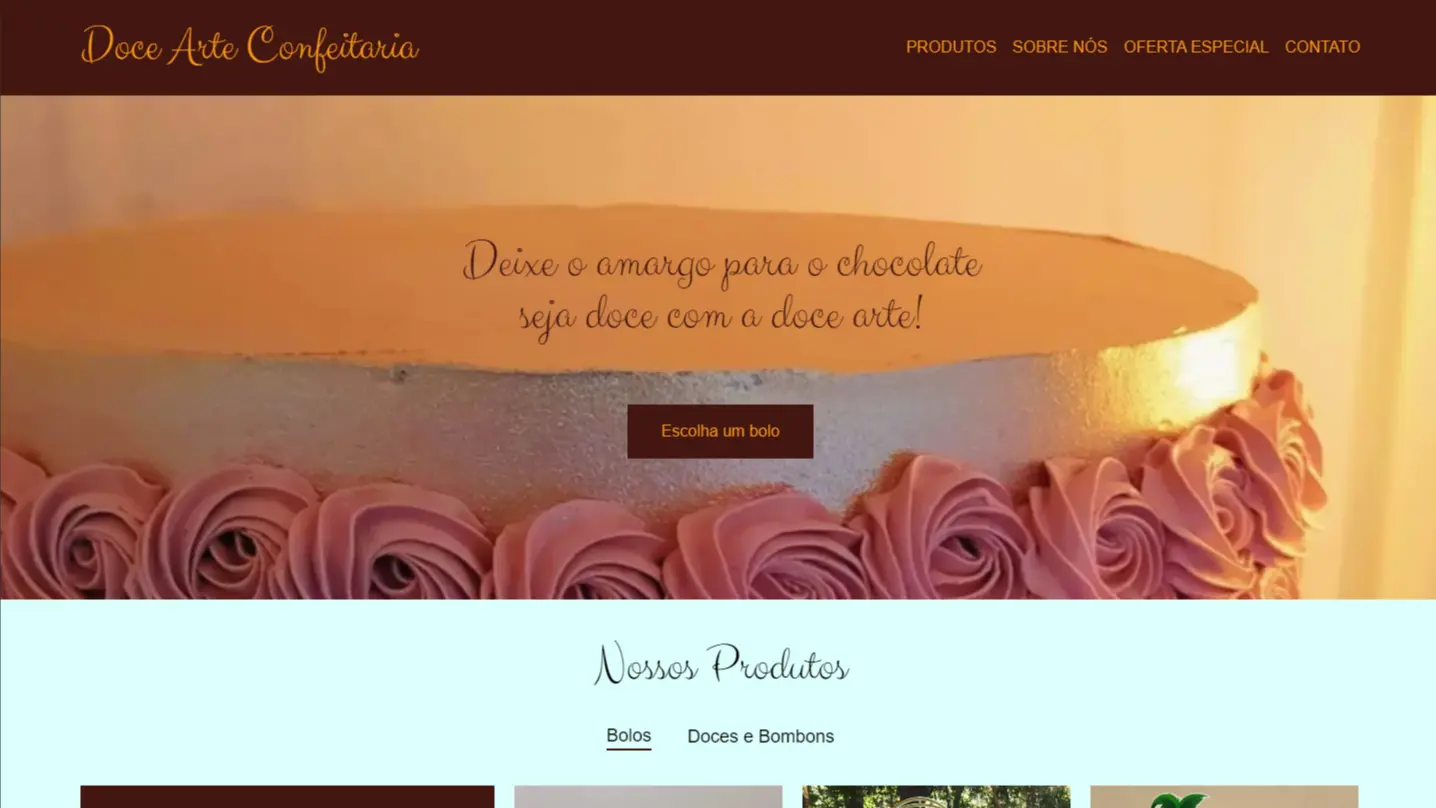 Doce Arte Confeitaria
PRODUTOS SOBRE NÓS OFERTA ESPECIAL CONTATO
Deixe o amargo para o chocolate
seja doce com a doce arte!
Escolha um bolo
Nossos Produtos
Bolos Doces e Bombons